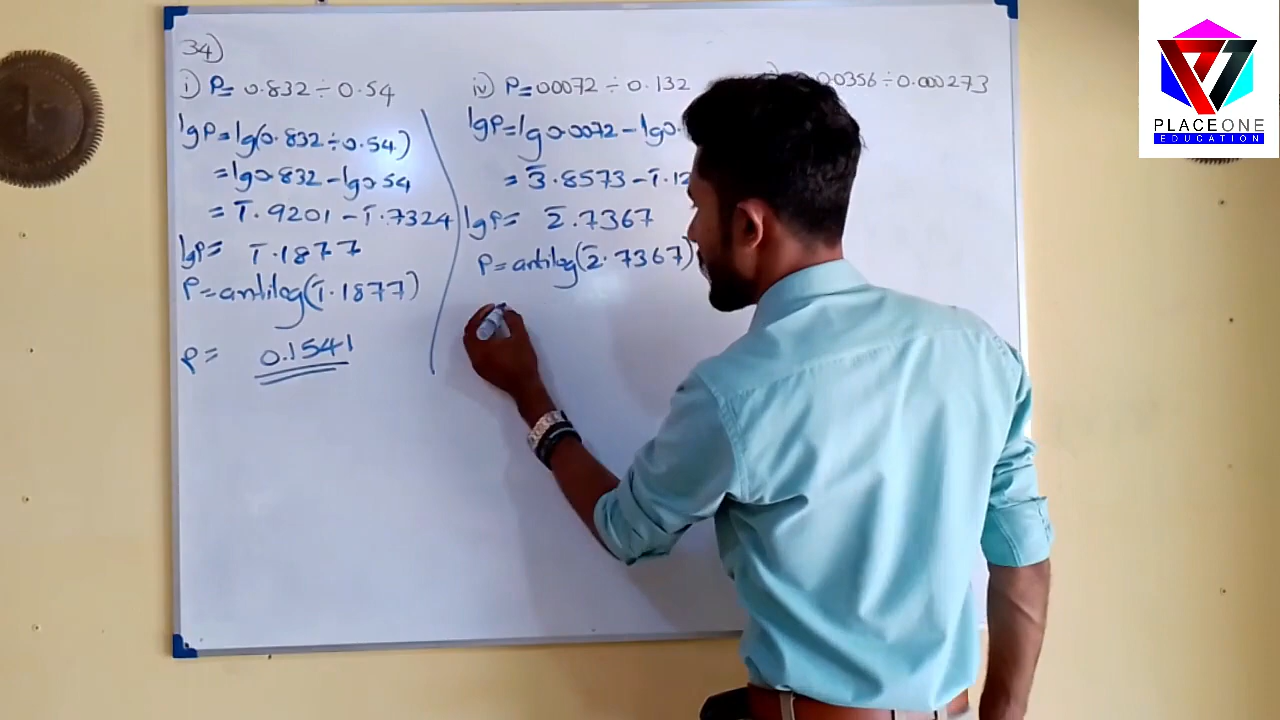 34)
i) P= 0.832 ÷ 0.54
lgP = lg(0.832 ÷ 0.54)
= lg0.832 - lg0.54
= 1̅.9201 - 1̅.7324
lgP = 1̅.1877
P = antilog(1̅.1877)
P = 0.1541
iv) P= 00072 ÷ 0.132
lgP = lg0.0072 - lg0.
= 3̅.8573 - 1̅.12
lgP = 2̅.7367
P = antilog(2̅.7367)
0.0356 ÷ 0.000273
PLACEONE
EDUCATION